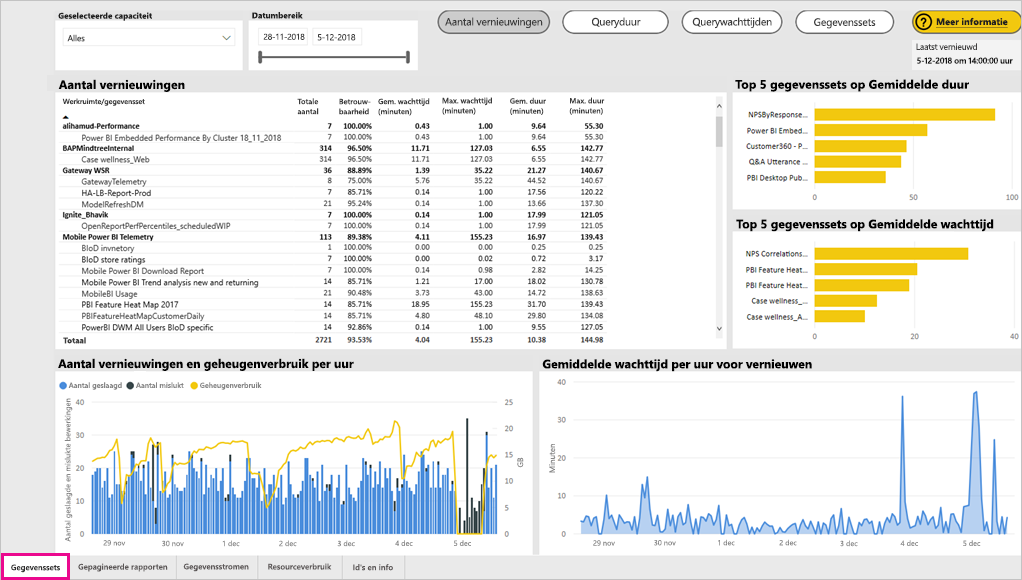 Geselecteerde capaciteit
Alles
Datumbereik
28-11-2018 5-12-2018
Aantal vernieuwingen
Queryduur
Querywachttijden
Gegevenssets
? Meer informatie
Laatst vernieuwd
5-12-2018 om 14:00:00 uur
Aantal vernieuwingen
Werkruimte/gegevensset Totale aantal Betrouw-baarheid Gem. wachttijd (minuten) Max. wachttijd (minuten) Gem. duur (minuten) Max. duur (minuten)
alihamud-Performance 7 100.00% 0.43 1.00 9.64 55.30
Power BI Embedded Performance By Cluster 18_11_2018 7 100.00% 0.43 1.00 9.64 55.30
BAPMindtreeInternal 314 96.50% 11.71 127.03 6.55 142.77
Case wellness_Web 314 96.50% 11.71 127.03 6.55 142.77
Gateway WSR 36 88.89% 1.39 35.22 21.27 140.67
GatewayTelemetry 8 75.00% 5.76 35.22 44.52 140.67
HA-LB-Report-Prod 7 85.71% 0.14 1.00 17.56 120.22
ModelRefreshDM 21 95.24% 0.14 1.00 13.66 137.30
Ignite_Bhavik 7 100.00% 0.14 1.00 17.99 121.05
OpenReportPerfPercentiles_scheduledWIP 7 100.00% 0.14 1.00 17.99 121.05
Mobile Power BI Telemetry 113 89.38% 4.11 155.23 16.97 139.43
BIoD invnetory 1 100.00% 0.00 0.00 0.25 0.25
BIoD store ratings 7 100.00% 0.00 0.02 0.72 3.17
Mobile Power BI Download Report 7 100.00% 0.14 0.98 2.82 14.25
Mobile Power BI Trend analysis new and returning 14 85.71% 1.21 17.00 18.02 130.78
MobileBI Usage 21 90.48% 3.73 43.00 14.72 138.63
PBI Feature Heat Map 2017 14 85.71% 18.95 155.23 31.70 139.43
PBIFeatureHeatMapCustomerDaily 14 85.71% 4.80 48.10 29.80 134.08
PowerBI DWM All Users BIoD specific 14 92.86% 0.14 1.00 9.55 127.05
Totaal 2721 93.53% 4.04 155.23 10.38 144.98
Top 5 gegevenssets op Gemiddelde duur
NPSByResponse...
Power BI Embed...
Customer360 - P...
Q&A Utterance ...
PBI Desktop Pub...
0 50 100
Top 5 gegevenssets op Gemiddelde wachttijd
NPS Correlations...
PBI Feature Heat...
PBI Feature Heat...
Case wellness_...
Case wellness_A...
0 20 40
Aantal vernieuwingen en geheugenverbruik per uur
Aantal geslaagd Aantal mislukt Geheugenverbruik
Aantal geslaagde en mislukte bewerkingen
40
30
20
10
0
25
20
15
10
5
0
GB
29 nov 30 nov 1 dec 2 dec 3 dec 4 dec 5 dec
Gemiddelde wachttijd per uur voor vernieuwen
Minuten
40
30
20
10
0
29 nov 30 nov 1 dec 2 dec 3 dec 4 dec 5 dec
Gegevenssets Gepagineerde rapporten Gegevensstromen Resourceverbruik Id's en info